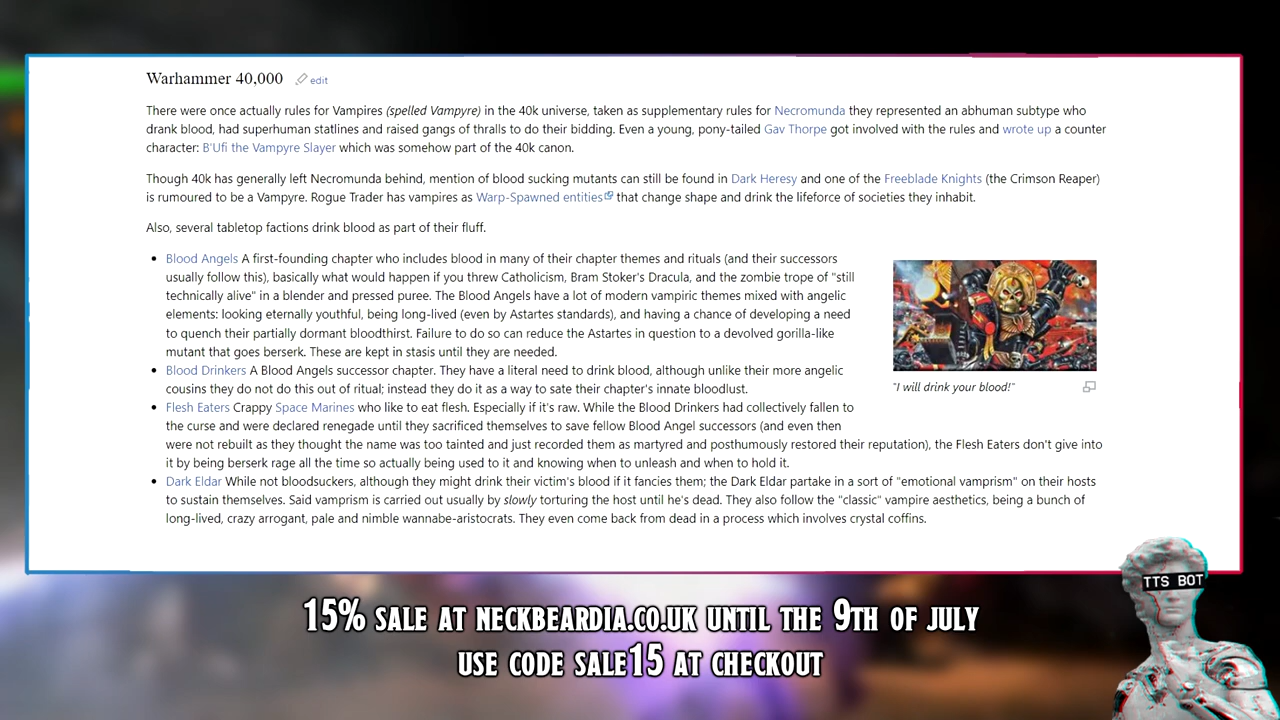 Warhammer 40,000 edit
There were once actually rules for Vampires (spelled Vampyre) in the 40k universe, taken as supplementary rules for Necromunda they represented an abhuman subtype who
drank blood, had superhuman statlines and raised gangs of thralls to do their bidding. Even a young, pony-tailed Gav Thorpe got involved with the rules and wrote up a counter
character: B'Ufi the Vampyre Slayer which was somehow part of the 40k canon.
Though 40k has generally left Necromunda behind, mention of blood sucking mutants can still be found in Dark Heresy and one of the Freeblade Knights (the Crimson Reaper)
is rumoured to be a Vampyre. Rogue Trader has vampires as Warp-Spawned entities that change shape and drink the lifeforce of societies they inhabit.
Also, several tabletop factions drink blood as part of their fluff.
• Blood Angels A first-founding chapter who includes blood in many of their chapter themes and rituals (and their successors
usually follow this), basically what would happen if you threw Catholicism, Bram Stoker's Dracula, and the zombie trope of "still
technically alive" in a blender and pressed puree. The Blood Angels have a lot of modern vampiric themes mixed with angelic
elements: looking eternally youthful, being long-lived (even by Astartes standards), and having a chance of developing a need
to quench their partially dormant bloodthirst. Failure to do so can reduce the Astartes in question to a devolved gorilla-like
mutant that goes berserk. These are kept in stasis until they are needed.
• Blood Drinkers A Blood Angels successor chapter. They have a literal need to drink blood, although unlike their more angelic
cousins they do not do this out of ritual: instead they do it as a way to sate their chapter's innate bloodlust.
"I will drink your blood!"
• Flesh Eaters Crappy Space Marines who like to eat flesh. Especially if it's raw. While the Blood Drinkers had collectively fallen to
the curse and were declared renegade until they sacrificed themselves to save fellow Blood Angel successors (and even then
were not rebuilt as they thought the name was too tainted and just recorded them as martyred and posthumously restored their reputation), the Flesh Eaters don't give into
it by being berserk rage all the time so actually being used to it and knowing when to unleash and when to hold it.
• Dark Eldar While not bloodsuckers, although they might drink their victim's blood if it fancies them; the Dark Eldar partake in a sort of "emotional vamprism" on their hosts
to sustain themselves. Said vamprism is carried out usually by slowly torturing the host until he's dead. They also follow the "classic" vampire aesthetics, being a bunch of
long-lived, crazy arrogant, pale and nimble wannabe-aristocrats. They even come back from dead in a process which involves crystal coffins.
TTS BOT
15% SALE AT NECKBEARDIA.CO.UK UNTIL THE 9TH OF JULY
USE CODE SALE15 AT CHECKOUT